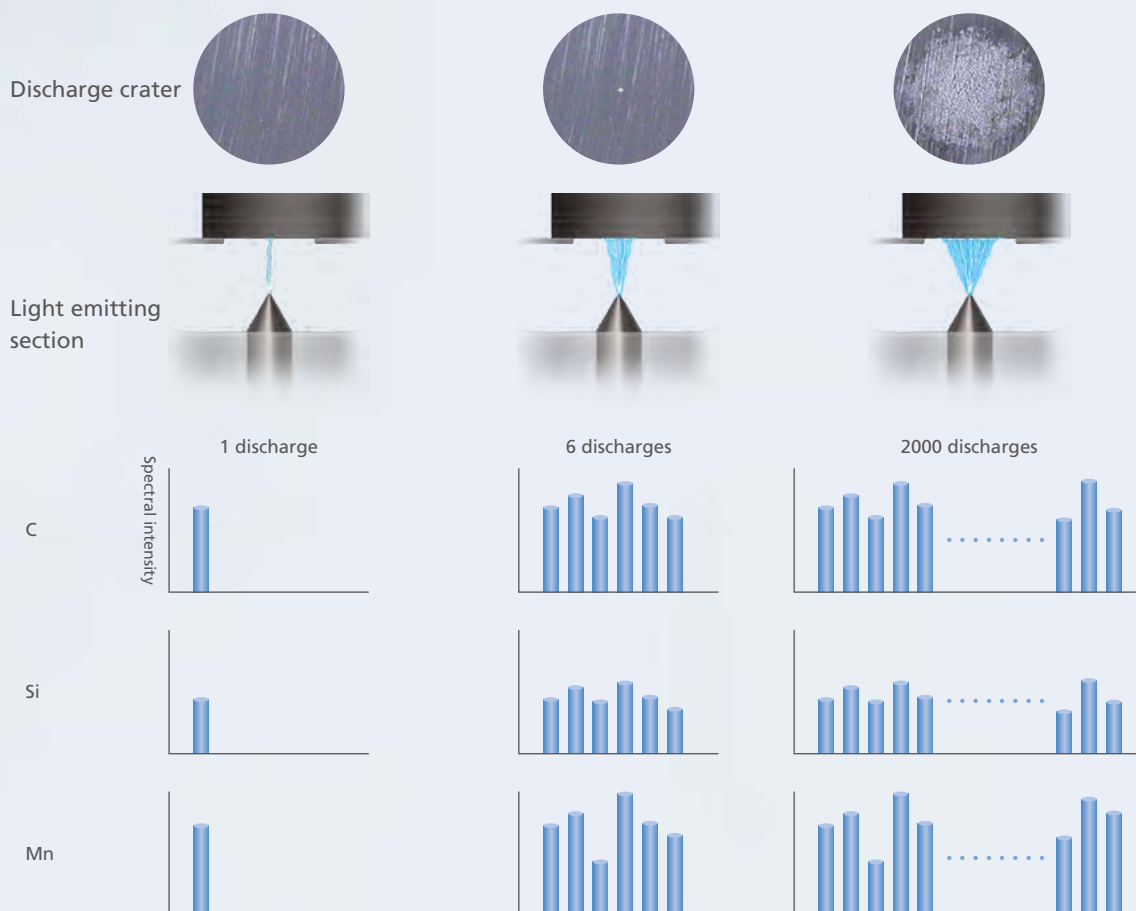 Discharge crater
Light emitting
section
1 discharge
6 discharges
2000 discharges
Spectral intensity
C
Si
Mn